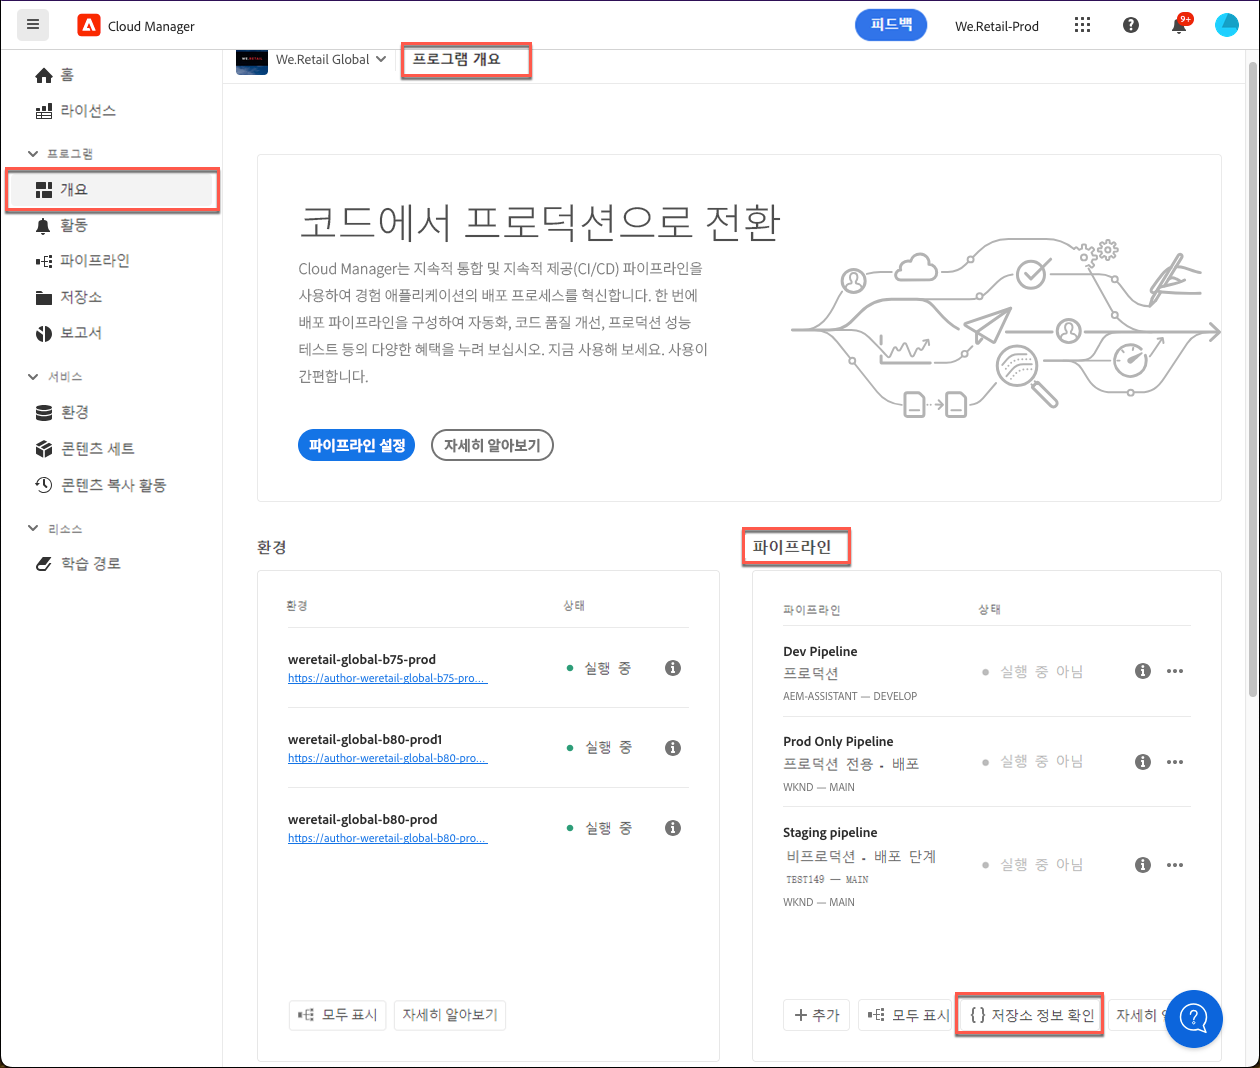 Cloud Manager
피드백
We.Retail-Prod
9+
WE.RETAIL
We.Retail Global
프로그램 개요
홈
라이선스
프로그램
개요
활동
파이프라인
저장소
보고서
서비스
환경
콘텐츠 세트
콘텐츠 복사 활동
리소스
학습 경로
코드에서 프로덕션으로 전환
Cloud Manager는 지속적 통합 및 지속적 제공(CI/CD) 파이프라인을
사용하여 경험 애플리케이션의 배포 프로세스를 혁신합니다. 한 번에
배포 파이프라인을 구성하여 자동화, 코드 품질 개선, 프로덕션 성능
테스트 등의 다양한 혜택을 누려 보십시오. 지금 사용해 보세요. 사용이
간편합니다.
파이프라인 설정
자세히 알아보기
환경
환경 상태
weretail-global-b75-prod
https://author-weretail-global-b75-pro...
실행 중
weretail-global-b80-prod1
https://author-weretail-global-b80-pro...
실행 중
weretail-global-b80-prod
https://author-weretail-global-b80-pro...
실행 중
모두 표시
자세히 알아보기
파이프라인
파이프라인 상태
Dev Pipeline
프로덕션
AEM-ASSISTANT — DEVELOP
실행 중 아님
Prod Only Pipeline
프로덕션 전용 - 배포
WKND — MAIN
실행 중 아님
Staging pipeline
비프로덕션 - 배포 단계
TEST149 — MAIN
WKND — MAIN
실행 중 아님
추가
모두 표시
{} 저장소 정보 확인
자세히